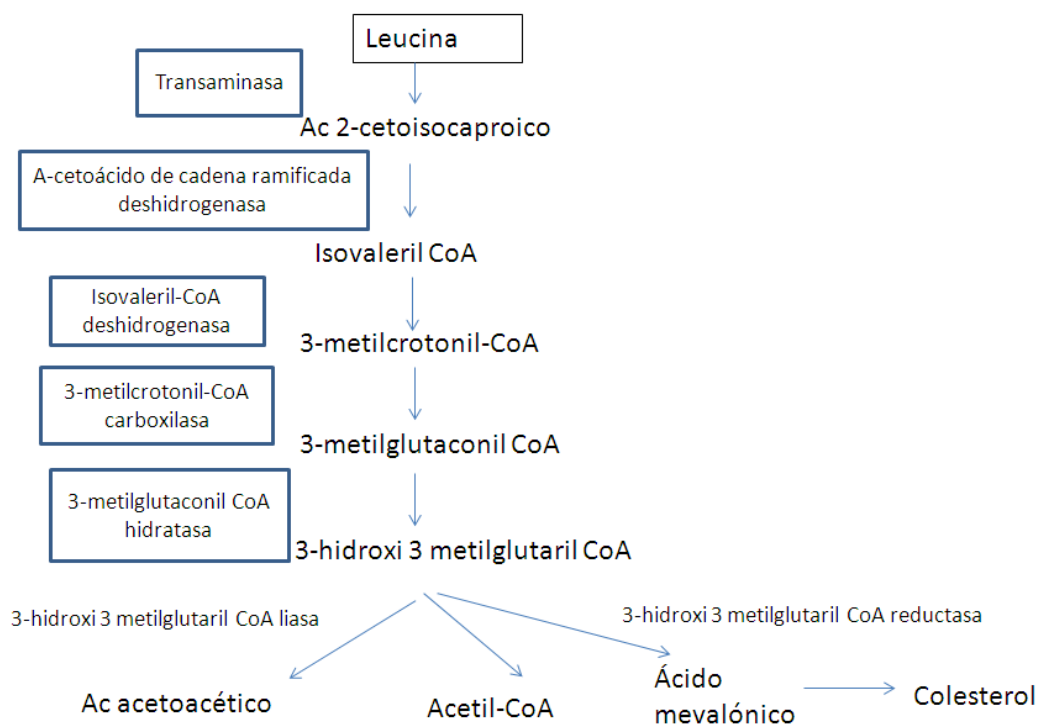 Leucina
Transaminasa
Ac 2-cetoisocaproico
A-cetoácido de cadena ramificada
deshidrogenasa
Isovaleril CoA
Isovaleril-CoA
deshidrogenasa
3-metilcrotonil-CoA
3-metilcrotonil-CoA
carboxilasa
3-metilglutaconil CoA
3-metilglutaconil CoA
hidratasa
3-hidroxi 3 metilglutaril CoA
3-hidroxi 3 metilglutaril CoA liasa
3-hidroxi 3 metilglutaril CoA reductasa
Ac acetoacético
Acetil-CoA
Ácido
mevalónico
Colesterol